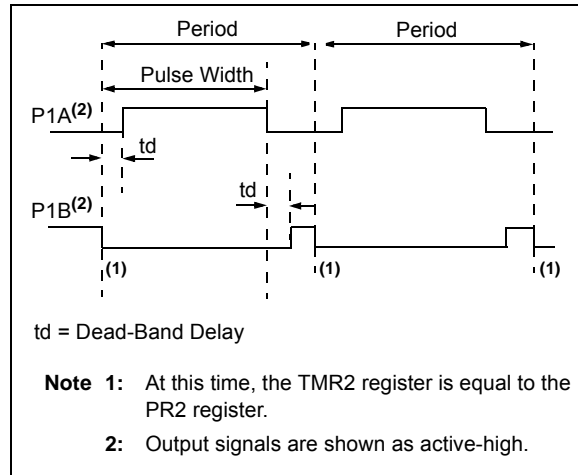 Period
Period
Pulse Width
P1A(2)
td
td
P1B(2)
(1)
(1)
(1)
td = Dead-Band Delay
Note 1: At this time, the TMR2 register is equal to the
PR2 register.
2: Output signals are shown as active-high.